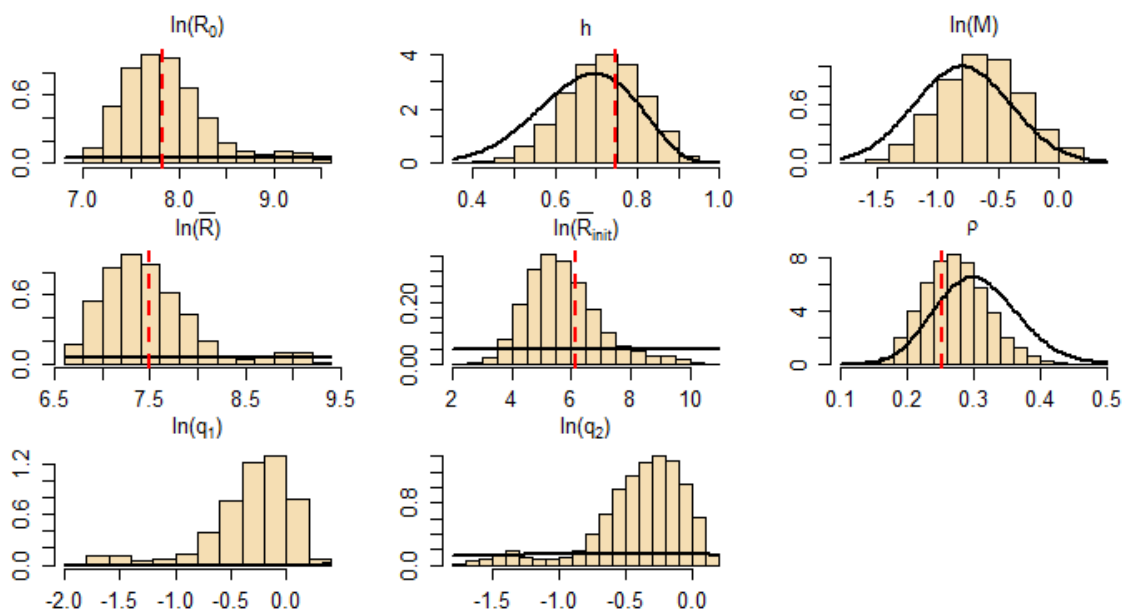 ln(R₀) h ln(M)
0.0 0.6
0 2 4
0.0 0.6
7.0 8.0 9.0
0.4 0.6 0.8 1.0
-1.5 -1.0 -0.5 0.0
ln(R̅) ln(R̅init) ρ
0.0 0.6
0.00 0.20
0 4 8
6.5 7.5 8.5 9.5
2 4 6 8 10
0.1 0.2 0.3 0.4 0.5
ln(q₁) ln(q₂)
0.0 0.6 1.2
0.0 0.8
-2.0 -1.5 -1.0 -0.5 0.0
-1.5 -1.0 -0.5 0.0